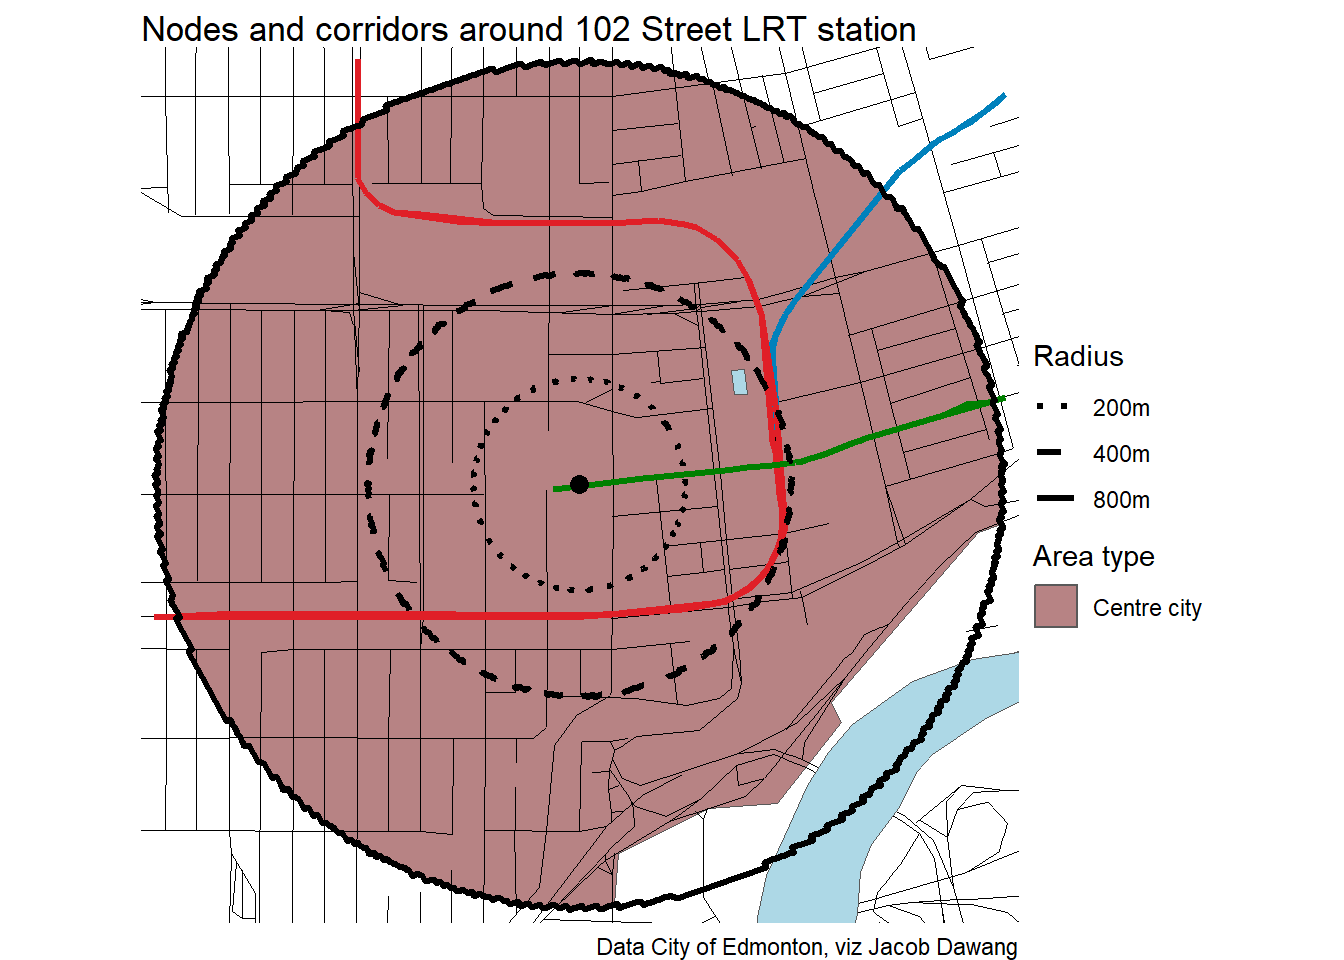 Nodes and corridors around 102 Street LRT station
Radius
200m
400m
800m
Area type
Centre city
Data City of Edmonton, viz Jacob Dawang